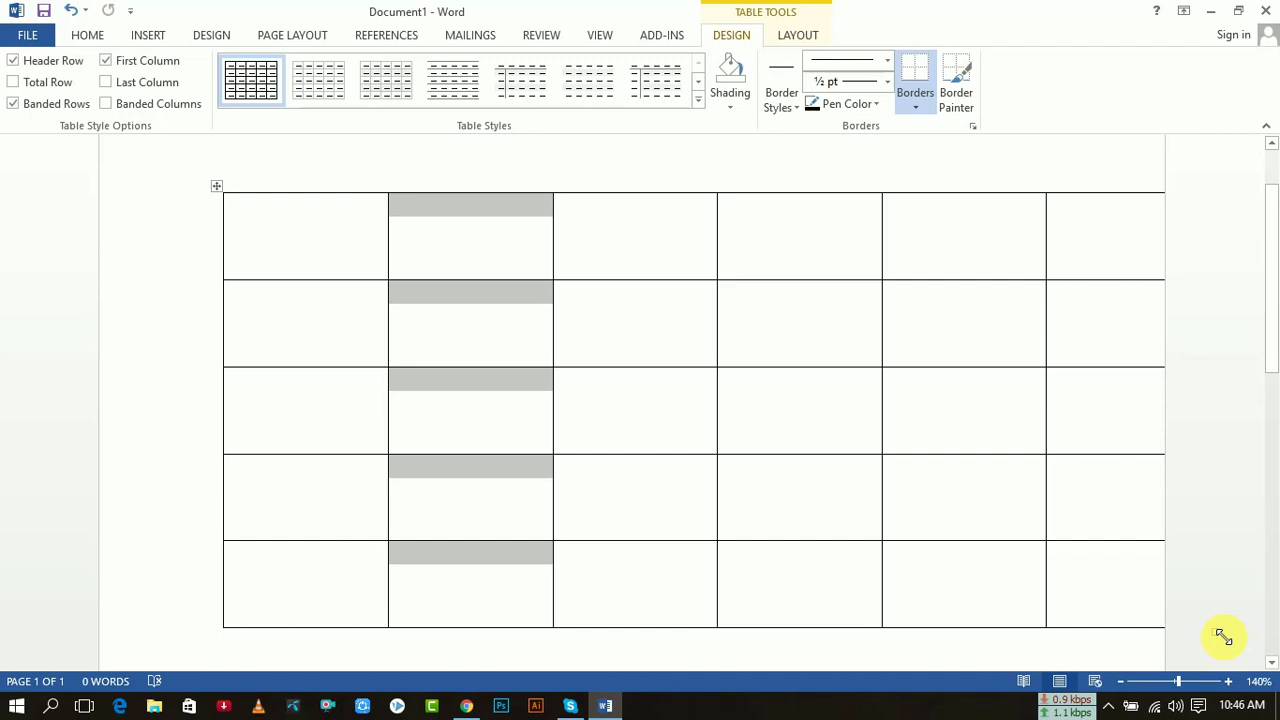 Document1 - Word
TABLE TOOLS
?
FILE
HOME
INSERT
DESIGN
PAGE LAYOUT
REFERENCES
MAILINGS
REVIEW
VIEW
ADD-INS
DESIGN
LAYOUT
Sign in
Header Row
First Column
Total Row
Last Column
Banded Rows
Banded Columns
Table Style Options
Table Styles
Shading
Border Styles
½ pt
Pen Color
Borders
Border Painter
Borders
PAGE 1 OF 1
0 WORDS
140%
0.9 kbps
1.1 kbps
10:46 AM